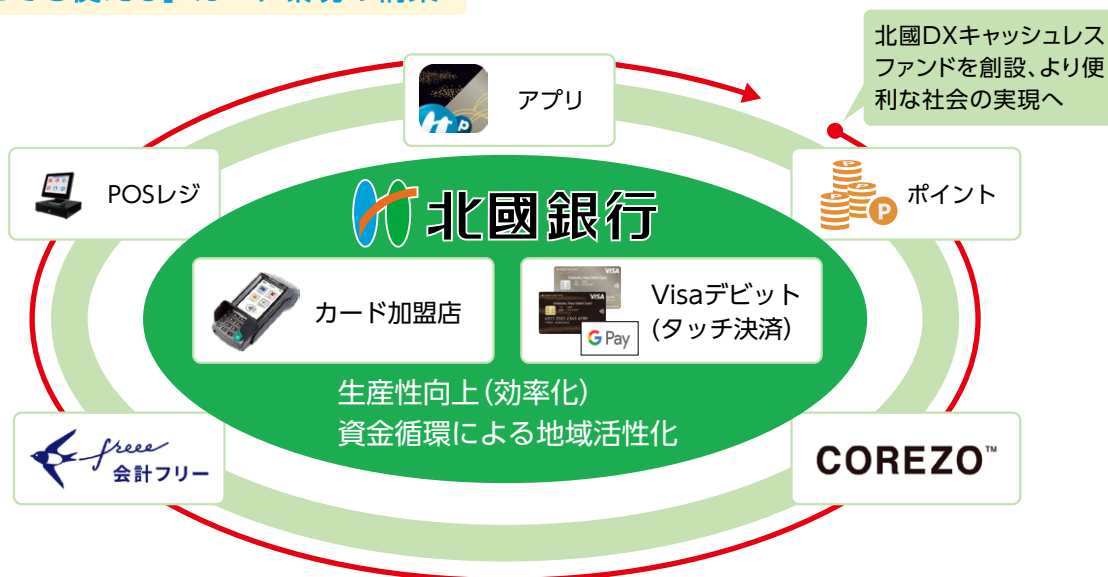 北國DXキャッシュレス
ファンドを創設、より便
利な社会の実現へ
アプリ
POSレジ
ポイント
北國銀行
カード加盟店
VISA
VISA
G Pay
Visaデビット
(タッチ決済)
生産性向上(効率化)
資金循環による地域活性化
freee
会計フリー
COREZO™